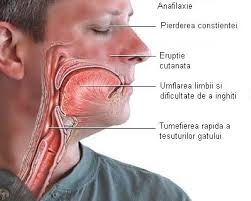 Anafilaxie
Pierderea constientei
Eruptie
cutanata
Umflarea limbii si
dificultate de a inghiti
Tumefierea rapida a
tesuturilor gatului